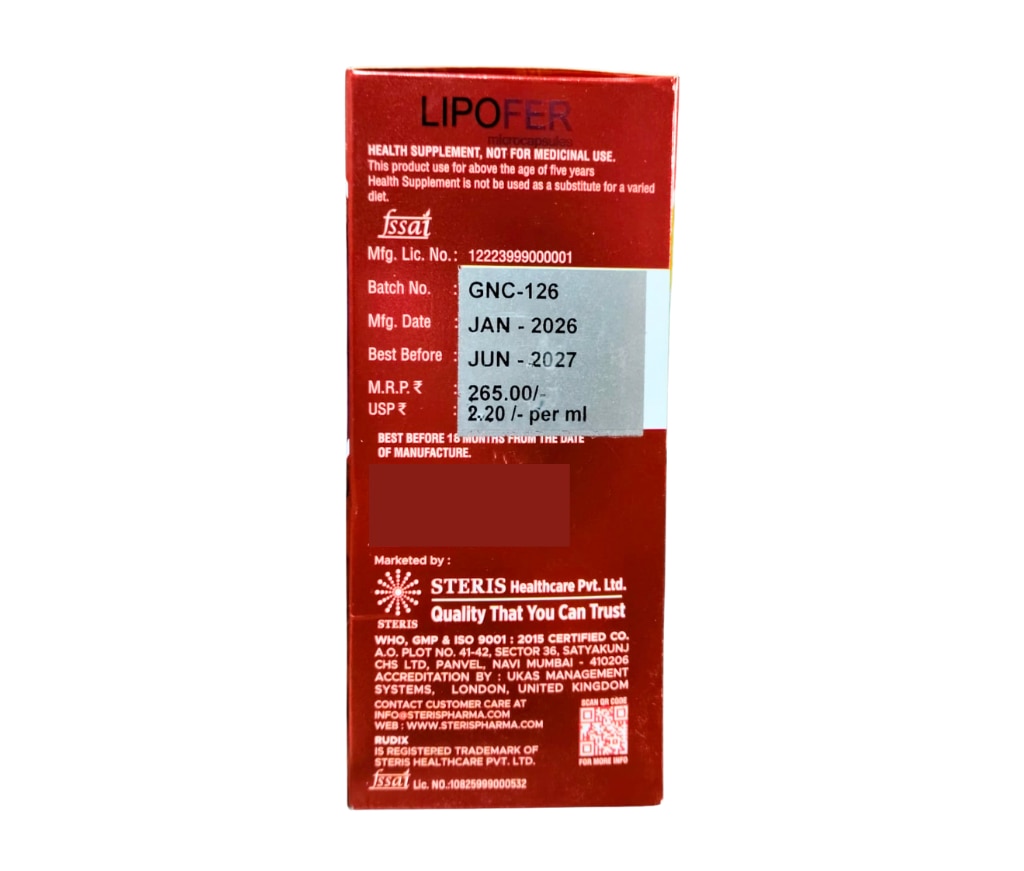 LIPOFER
microcapsules
HEALTH SUPPLEMENT, NOT FOR MEDICINAL USE.
This product use for above the age of five years
Health Supplement is not be used as a substitute for a varied
diet.
fssai
Mfg. Lic. No. : 12223999000001
Batch No. : GNC-126
Mfg. Date : JAN - 2026
Best Before : JUN - 2027
M.R.P. ₹ : 265.00/-
USP ₹ : 2.20 /- per ml
BEST BEFORE 18 MONTHS FROM THE DATE
OF MANUFACTURE.
Marketed by :
STERIS
STERIS Healthcare Pvt. Ltd.
Quality That You Can Trust
WHO, GMP & ISO 9001 : 2015 CERTIFIED CO.
A.O. PLOT NO. 41-42, SECTOR 36, SATYAKUNJ
CHS LTD, PANVEL, NAVI MUMBAI - 410206
ACCREDITATION BY : UKAS MANAGEMENT
SYSTEMS, LONDON, UNITED KINGDOM
CONTACT CUSTOMER CARE AT
INFO@STERISPHARMA.COM
WEB : WWW.STERISPHARMA.COM
SCAN QR CODE
FOR MORE INFO
RUDIX
IS REGISTERED TRADEMARK OF
STERIS HEALTHCARE PVT. LTD.
fssai Lic. NO.:10825999000532